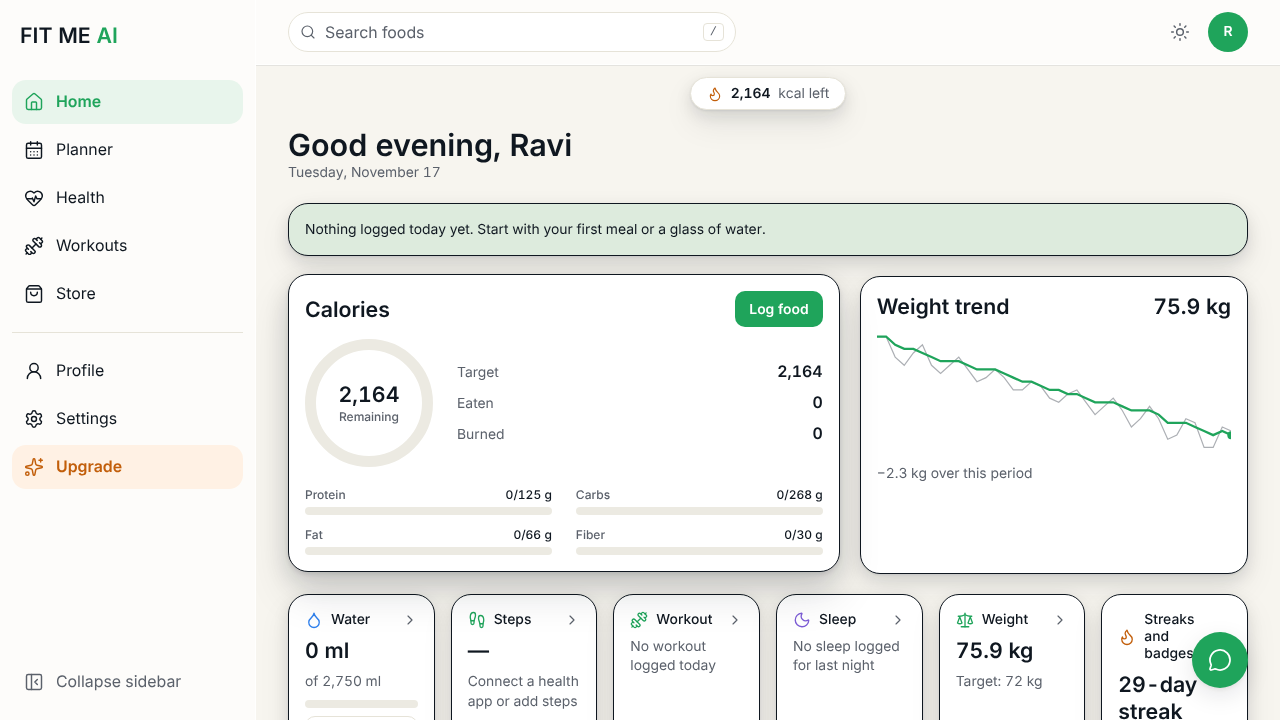 FIT ME AI
Search foods
/
R
Home
Planner
Health
Workouts
Store
Profile
Settings
Upgrade
Collapse sidebar
2,164 kcal left
Good evening, Ravi
Tuesday, November 17
Nothing logged today yet. Start with your first meal or a glass of water.
Calories
Log food
2,164
Remaining
Target 2,164
Eaten 0
Burned 0
Protein 0/125 g
Carbs 0/268 g
Fat 0/66 g
Fiber 0/30 g
Weight trend 75.9 kg
−2.3 kg over this period
Water
0 ml
of 2,750 ml
Steps
—
Connect a health
app or add steps
Workout
No workout
logged today
Sleep
No sleep logged
for last night
Weight
75.9 kg
Target: 72 kg
Streaks
and
badges
29-day
streak